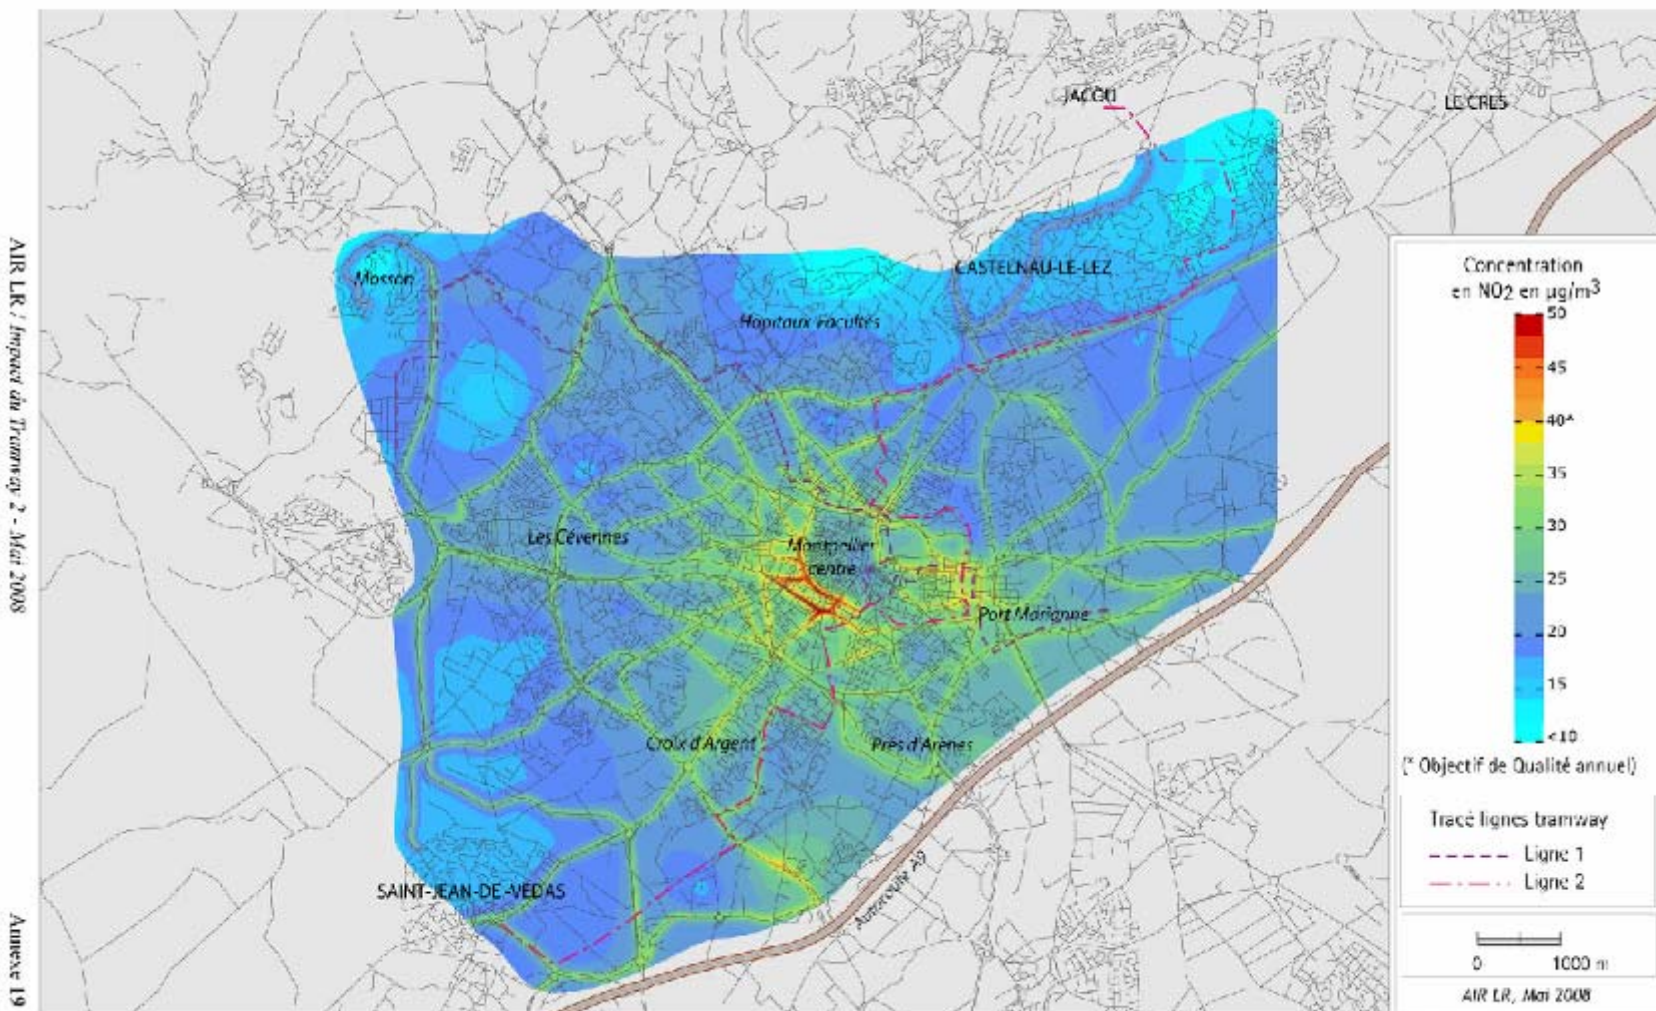 AIR LR : Impact du Tramway 2 - Mai 2008
Annexe 19
JACOU
LE CRES
Mosson
CASTELNAU-LE-LEZ
Hôpitaux Facultés
Les Cévennes
Montpellier
centre
Port Marianne
Croix d'Argent
Près d'Arènes
SAINT-JEAN-DE-VEDAS
Autoroute A9
Concentration
en NO2 en µg/m3
50
45
40*
35
30
25
20
15
<10
(* Objectif de Qualité annuel)
Tracé lignes tramway
Ligne 1
Ligne 2
0 1000 m
AIR LR, Mai 2008